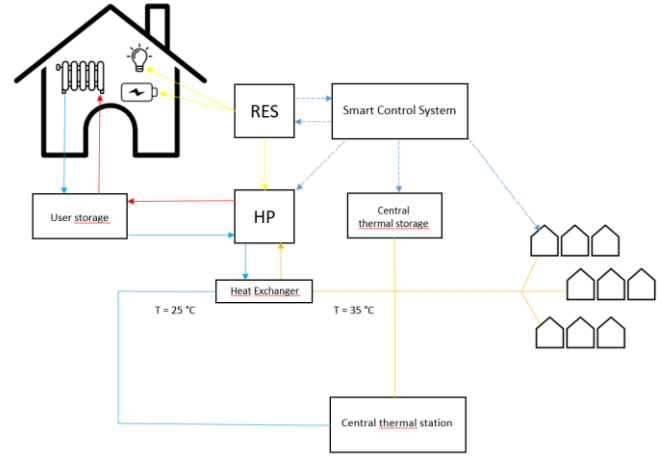 RES
Smart Control System
User storage
HP
Central
thermal storage
Heat Exchanger
T = 25 °C
T = 35 °C
Central thermal station